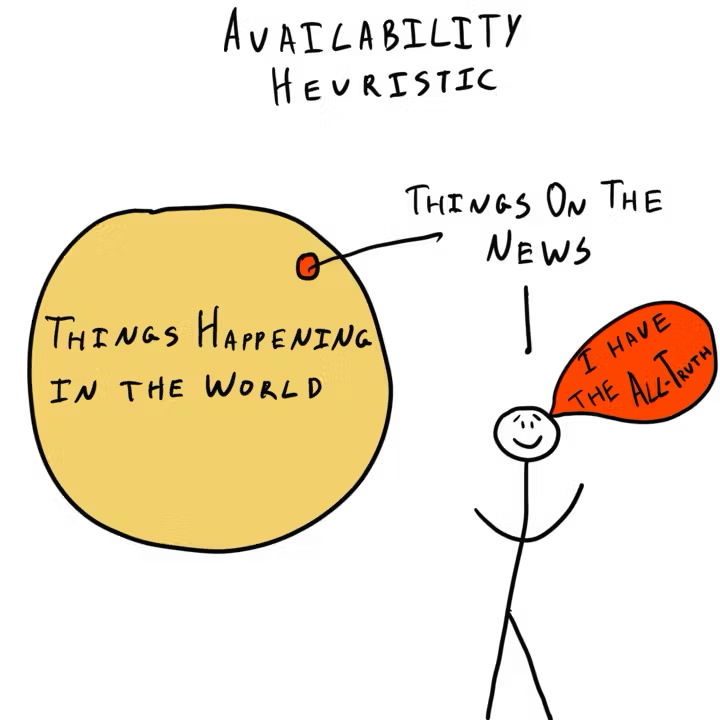 AVAILABILITY
HEURISTIC
THINGS ON THE
NEWS
THINGS HAPPENING
IN THE WORLD
I HAVE
THE ALL-TRUTH